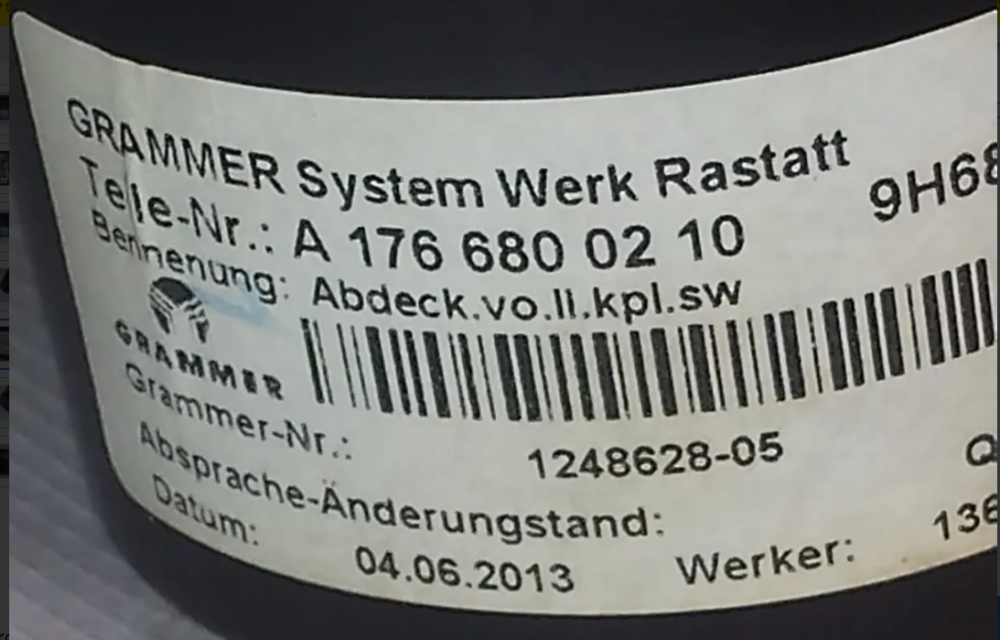 GRAMMER System Werk Rastatt
Teile-Nr.: A 176 680 02 10 9H68
Bennenung: Abdeck.vo.li.kpl.sw
GRAMMER
Grammer-Nr.: 1248628-05 Q
Absprache-Änderungstand:
Datum: 04.06.2013 Werker: 136